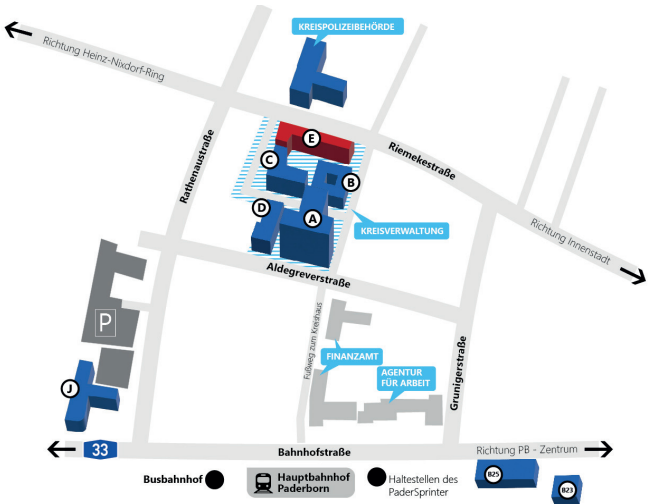 KREISPOLIZEIBEHÖRDE
Richtung Heinz-Nixdorf-Ring
Rathenaustraße
Riemekestraße
E
C
B
D
A
KREISVERWALTUNG
Richtung Innenstadt
Aldegreverstraße
P
Fußweg zum Kreishaus
FINANZAMT
AGENTUR
FÜR ARBEIT
Grunigerstraße
J
33
Bahnhofstraße
Richtung PB - Zentrum
Busbahnhof
Hauptbahnhof
Paderborn
Haltestellen des
PaderSprinter
B25
B23